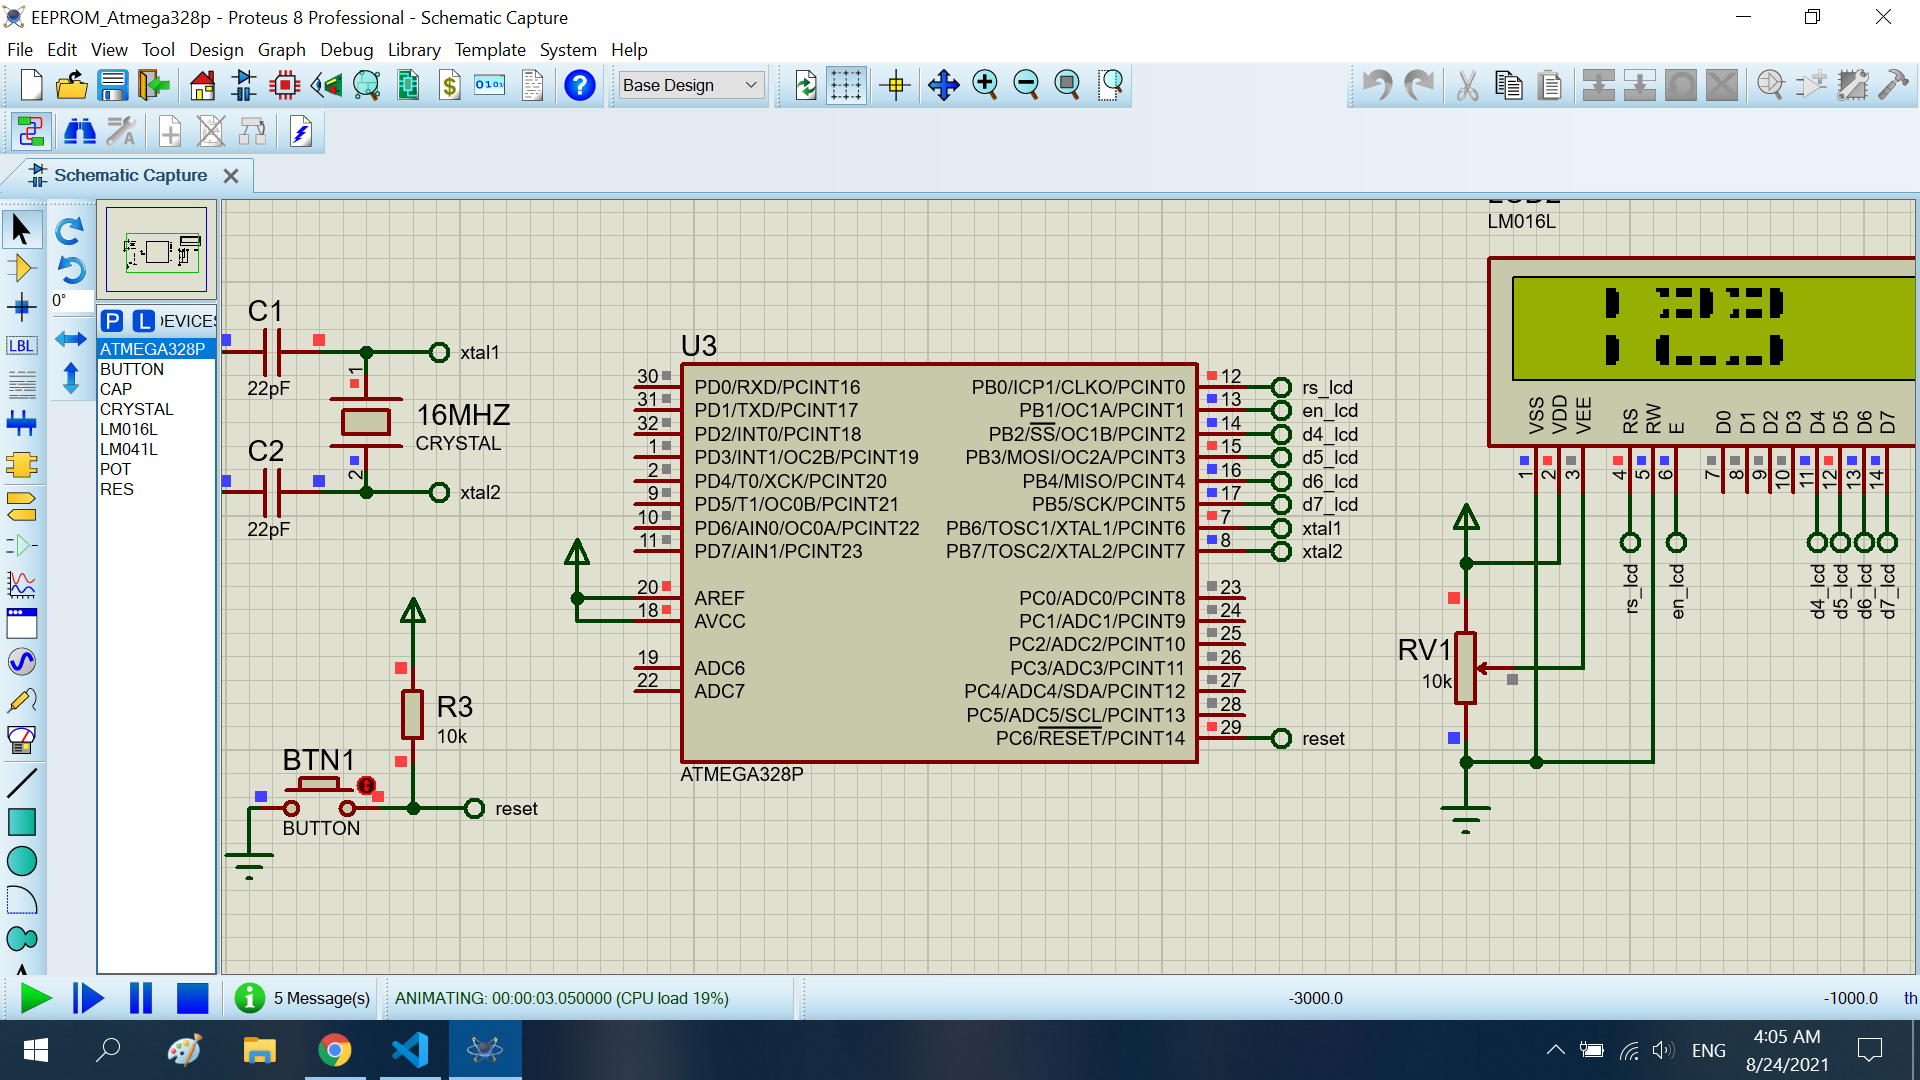 EEPROM_Atmega328p - Proteus 8 Professional - Schematic Capture
File Edit View Tool Design Graph Debug Library Template System Help
Base Design
Schematic Capture
0°
P L EVICES
ATMEGA328P
BUTTON
CAP
CRYSTAL
LM016L
LM041L
POT
RES
LBL
C1
22pF
xtal1
1
16MHZ
CRYSTAL
2
C2
22pF
xtal2
R3
10k
BTN1
BUTTON
reset
U3
30 PD0/RXD/PCINT16
31 PD1/TXD/PCINT17
32 PD2/INT0/PCINT18
1 PD3/INT1/OC2B/PCINT19
2 PD4/T0/XCK/PCINT20
9 PD5/T1/OC0B/PCINT21
10 PD6/AIN0/OC0A/PCINT22
11 PD7/AIN1/PCINT23
20 AREF
18 AVCC
19 ADC6
22 ADC7
PB0/ICP1/CLKO/PCINT0 12 rs_lcd
PB1/OC1A/PCINT1 13 en_lcd
PB2/SS/OC1B/PCINT2 14 d4_lcd
PB3/MOSI/OC2A/PCINT3 15 d5_lcd
PB4/MISO/PCINT4 16 d6_lcd
PB5/SCK/PCINT5 17 d7_lcd
PB6/TOSC1/XTAL1/PCINT6 7 xtal1
PB7/TOSC2/XTAL2/PCINT7 8 xtal2
PC0/ADC0/PCINT8 23
PC1/ADC1/PCINT9 24
PC2/ADC2/PCINT10 25
PC3/ADC3/PCINT11 26
PC4/ADC4/SDA/PCINT12 27
PC5/ADC5/SCL/PCINT13 28
PC6/RESET/PCINT14 29 reset
ATMEGA328P
LM016L
VSS VDD VEE RS RW E D0 D1 D2 D3 D4 D5 D6 D7
1 2 3 4 5 6 7 8 9 10 11 12 13 14
rs_lcd en_lcd d4_lcd d5_lcd d6_lcd d7_lcd
RV1
10k
5 Message(s) ANIMATING: 00:00:03.050000 (CPU load 19%) -3000.0 -1000.0 th
ENG
4:05 AM
8/24/2021